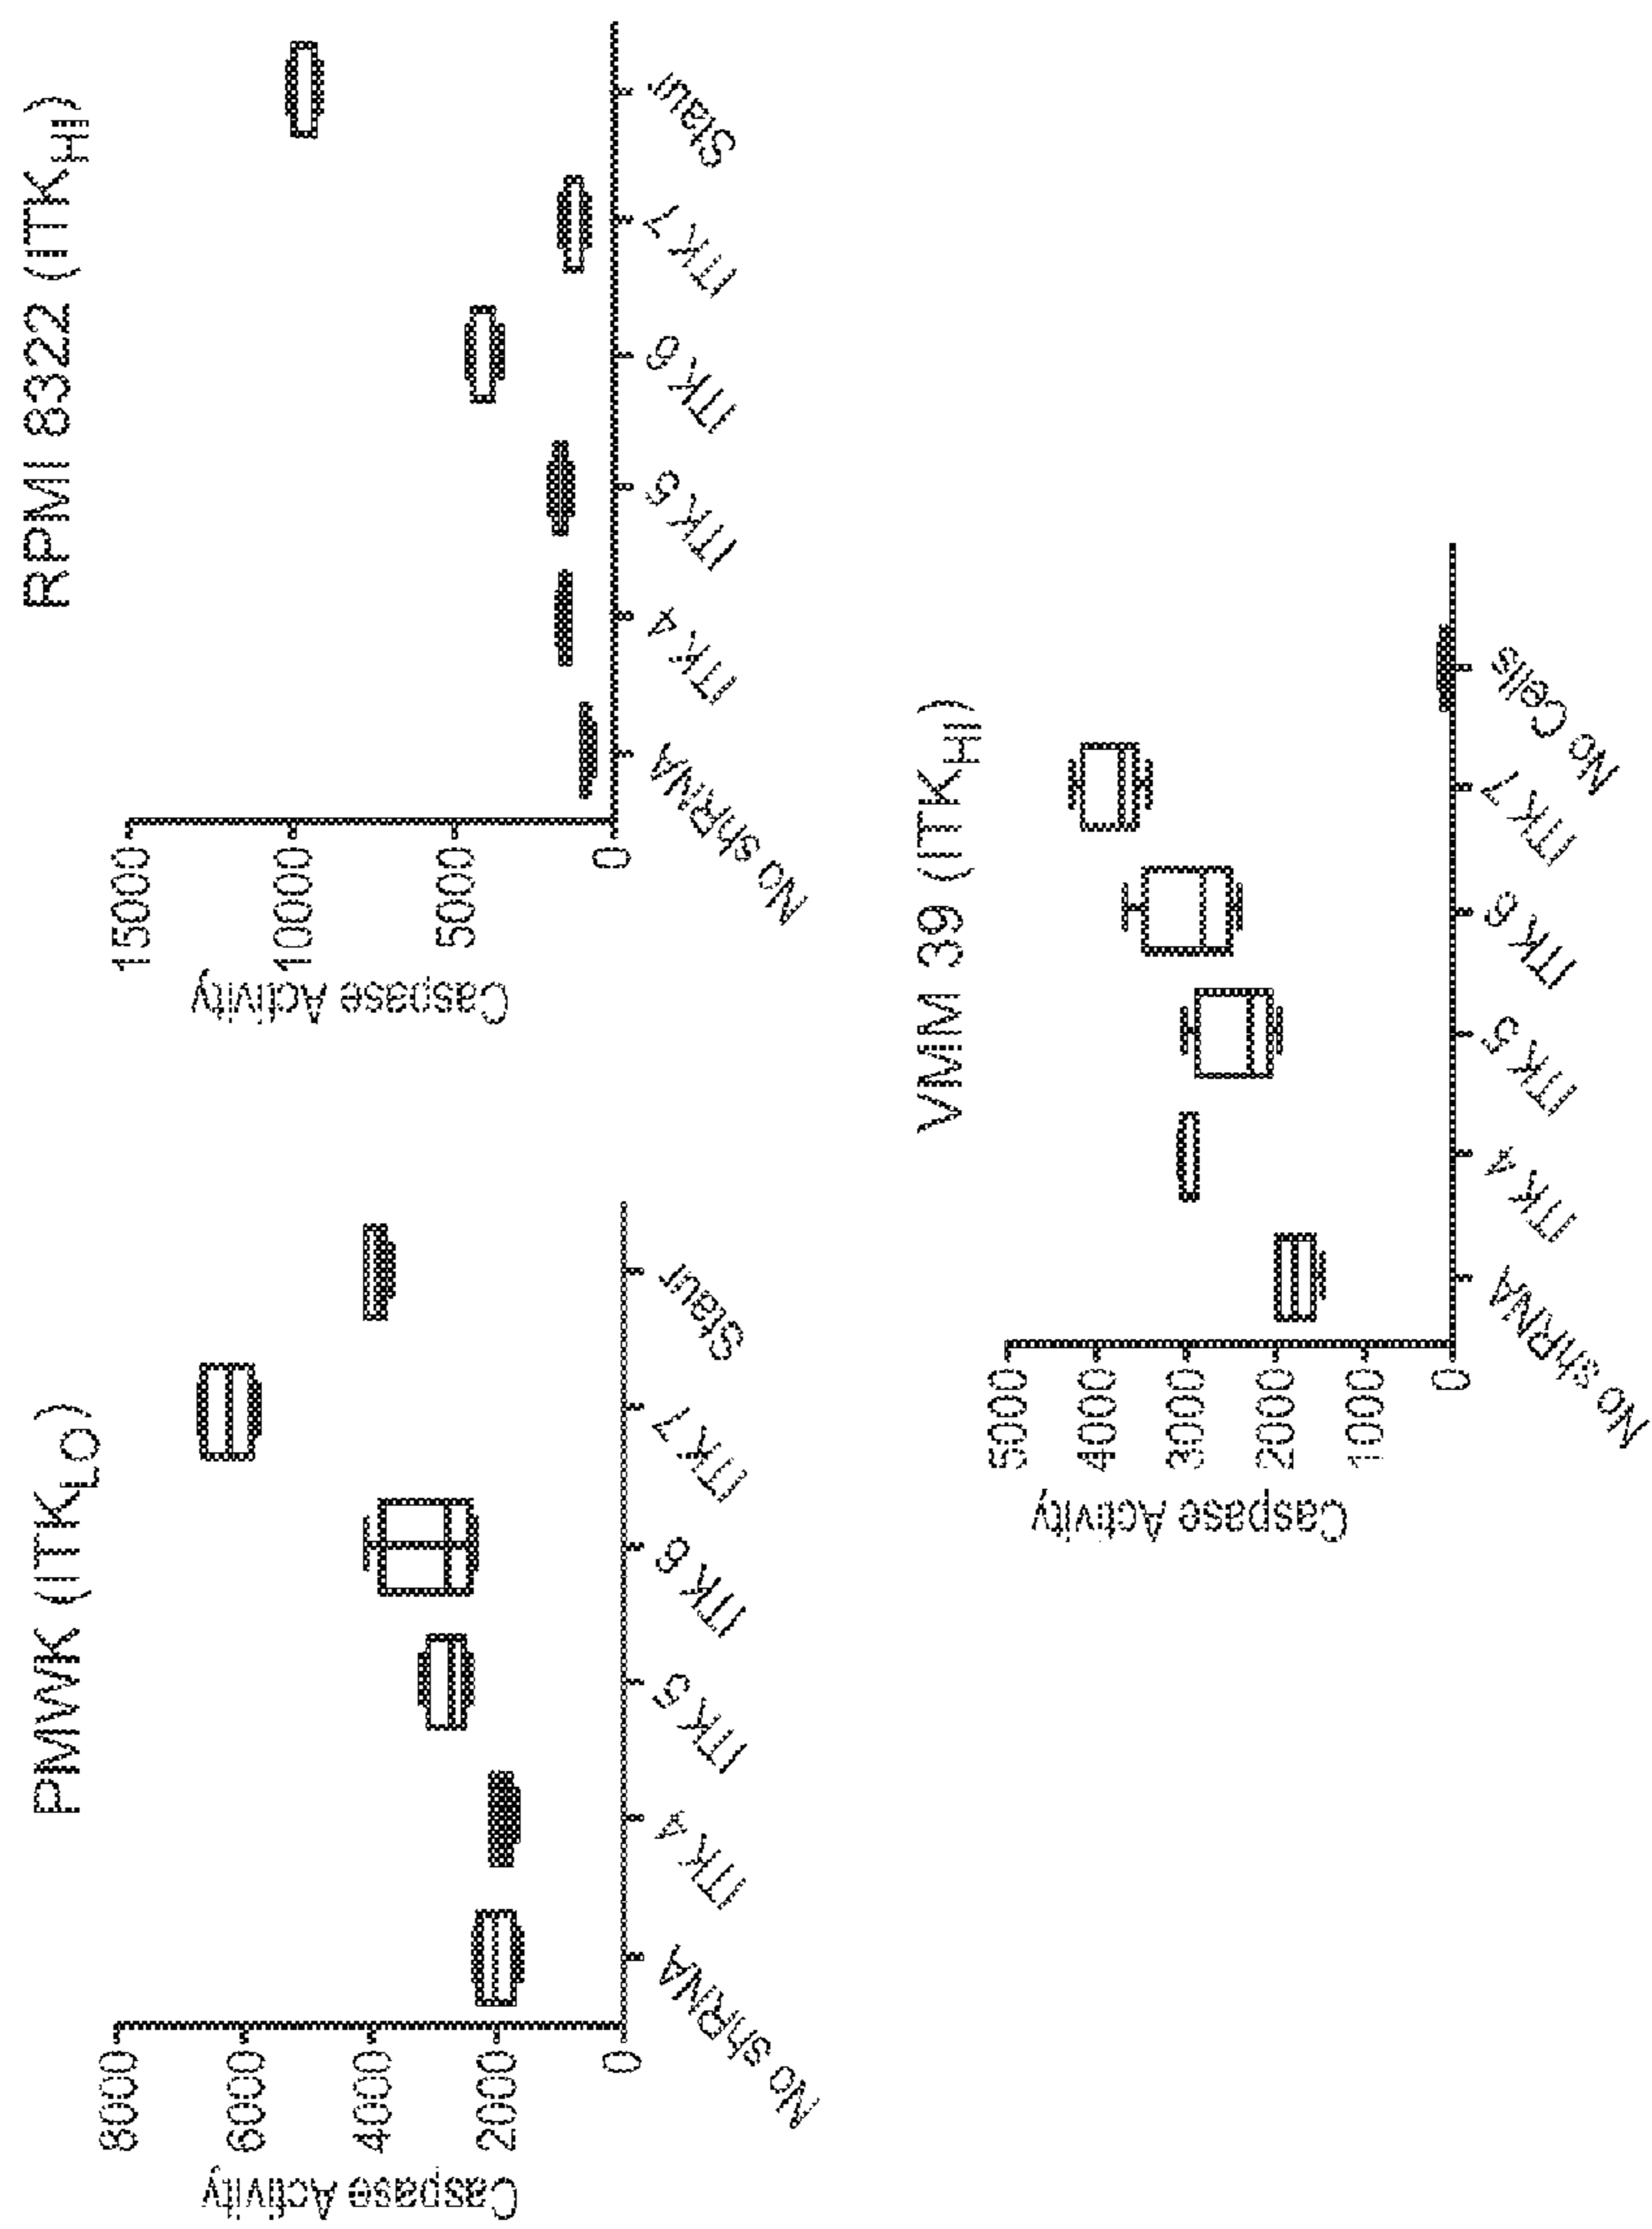 PMWK (ITKLO)
Caspase Activity
8000
6000
4000
2000
0
No shRNA
ITK 4
ITK 5
ITK 6
ITK 7
Staur
RPMI 8322 (ITKHI)
Caspase Activity
15000
10000
5000
0
No shRNA
ITK 4
ITK 5
ITK 6
ITK 7
Staur
VMM 39 (ITKHI)
Caspase Activity
5000
4000
3000
2000
1000
0
No shRNA
ITK 4
ITK 5
ITK 6
ITK 7
No Cells